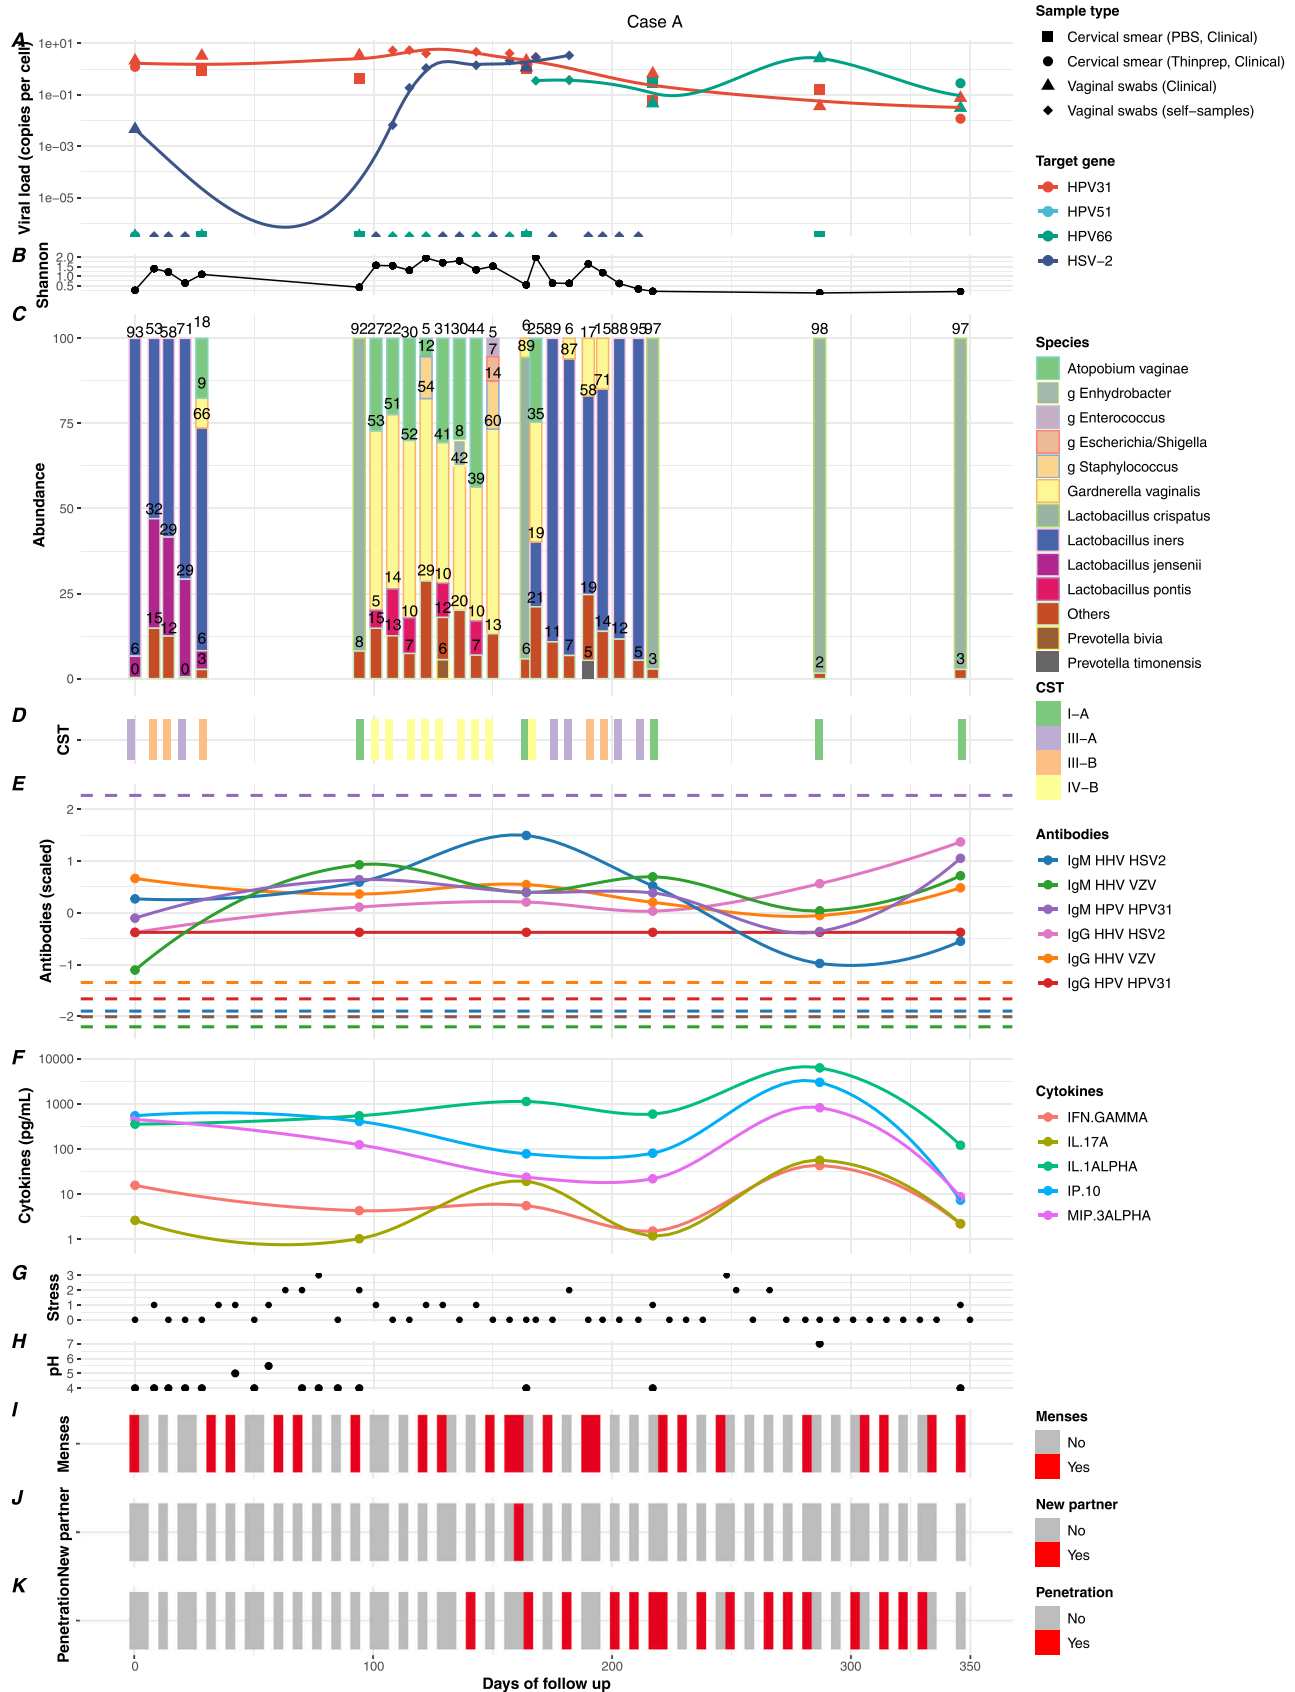 Case A
A
Viral load (copies per cell)
1e+01
1e−01
1e−03
1e−05
Sample type
Cervical smear (PBS, Clinical)
Cervical smear (Thinprep, Clinical)
Vaginal swabs (Clinical)
Vaginal swabs (self−samples)
Target gene
HPV31
HPV51
HPV66
HSV−2
B
Shannon
2.0
1.5
1.0
0.5
C
Abundance
100
75
50
25
0
93 53 58 71 18 92 27 22 30 5 31 30 44 5 6 25 89 6 17 15 88 95 97 98 97
12 7 89 87
9 54 14 58 71
66 53 51 52 41 8 60 35
42 39
32 29 19
29 14 29 10 21 19
15 12 5 15 13 10 12 20 10 13 11 14 12
6 0 0 6 3 8 7 6 7 6 7 5 5 3 2 3
Species
Atopobium vaginae
g Enhydrobacter
g Enterococcus
g Escherichia/Shigella
g Staphylococcus
Gardnerella vaginalis
Lactobacillus crispatus
Lactobacillus iners
Lactobacillus jensenii
Lactobacillus pontis
Others
Prevotella bivia
Prevotella timonensis
D
CST
CST
I−A
III−A
III−B
IV−B
E
Antibodies (scaled)
2
1
0
−1
−2
Antibodies
IgM HHV HSV2
IgM HHV VZV
IgM HPV HPV31
IgG HHV HSV2
IgG HHV VZV
IgG HPV HPV31
F
Cytokines (pg/mL)
10000
1000
100
10
1
Cytokines
IFN.GAMMA
IL.17A
IL.1ALPHA
IP.10
MIP.3ALPHA
G
Stress
3
2
1
0
H
pH
7
6
5
4
I
Menses
Menses
No
Yes
J
New partner
New partner
No
Yes
K
Penetration
Penetration
No
Yes
0 100 200 300 350
Days of follow up